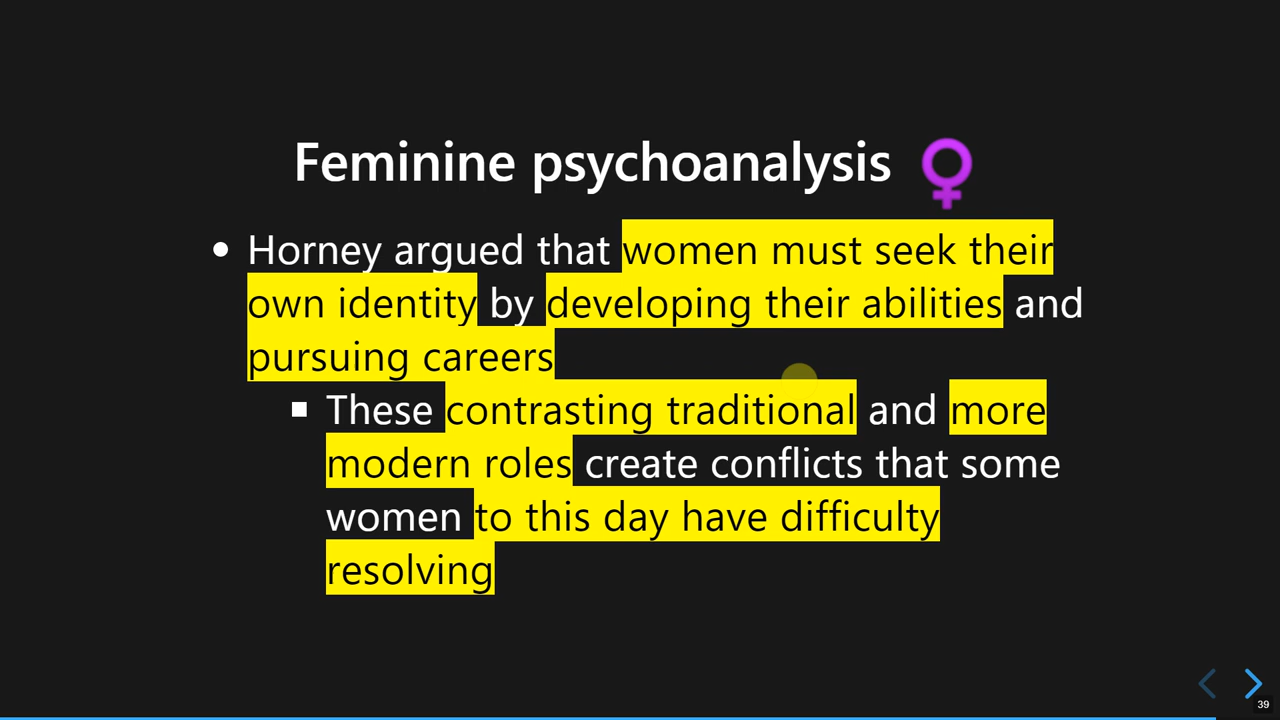 Feminine psychoanalysis ♀
• Horney argued that women must seek their
own identity by developing their abilities and
pursuing careers
▪ These contrasting traditional and more
modern roles create conflicts that some
women to this day have difficulty
resolving
39